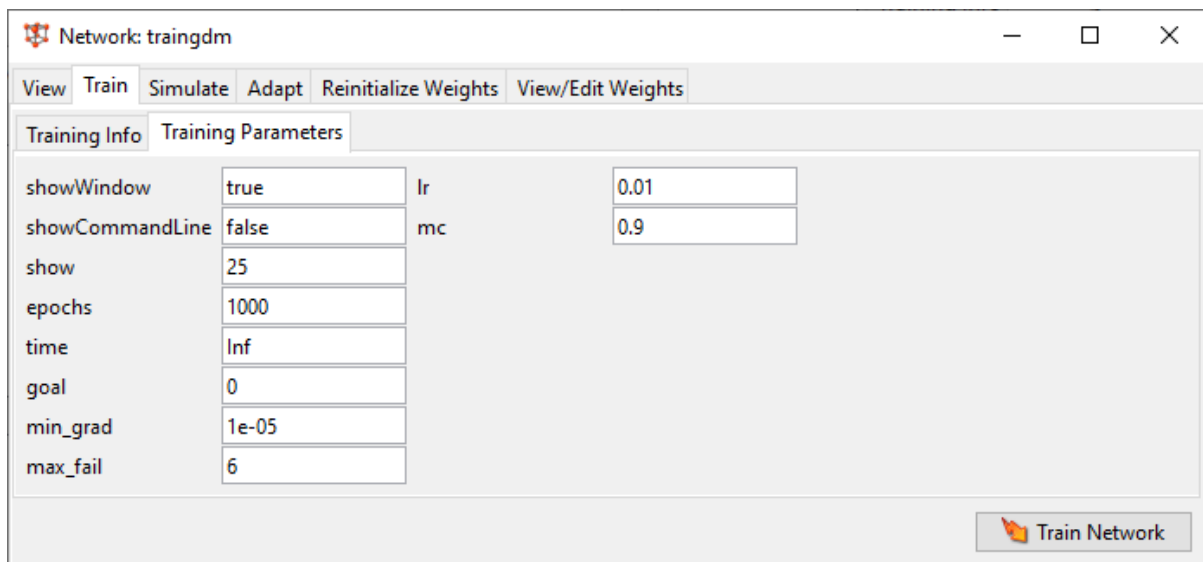 Network: traingdm
View Train Simulate Adapt Reinitialize Weights View/Edit Weights
Training Info Training Parameters
showWindow true lr 0.01
showCommandLine false mc 0.9
show 25
epochs 1000
time Inf
goal 0
min_grad 1e-05
max_fail 6
Train Network